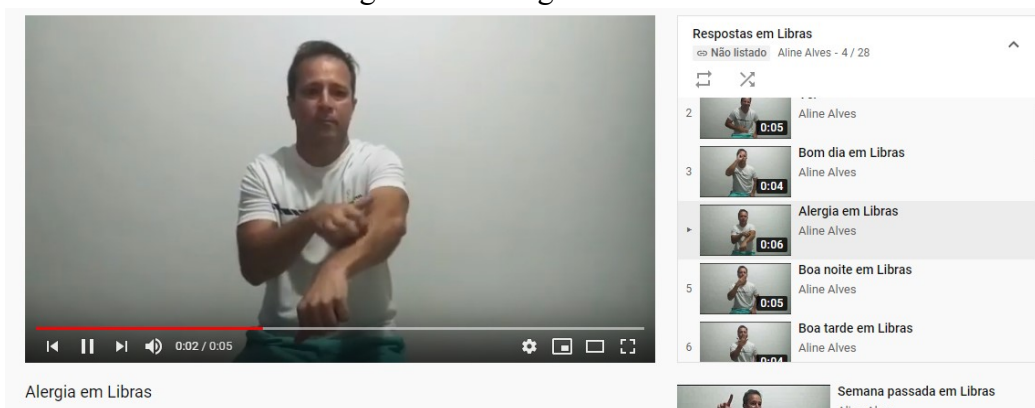 0:02 / 0:05
Alergia em Libras
Respostas em Libras
Não listado Aline Alves - 4 / 28
2
0:05
Aline Alves
3
0:04
Bom dia em Libras
Aline Alves
0:06
Alergia em Libras
Aline Alves
5
0:05
Boa noite em Libras
Aline Alves
6
0:04
Boa tarde em Libras
Aline Alves
Semana passada em Libras